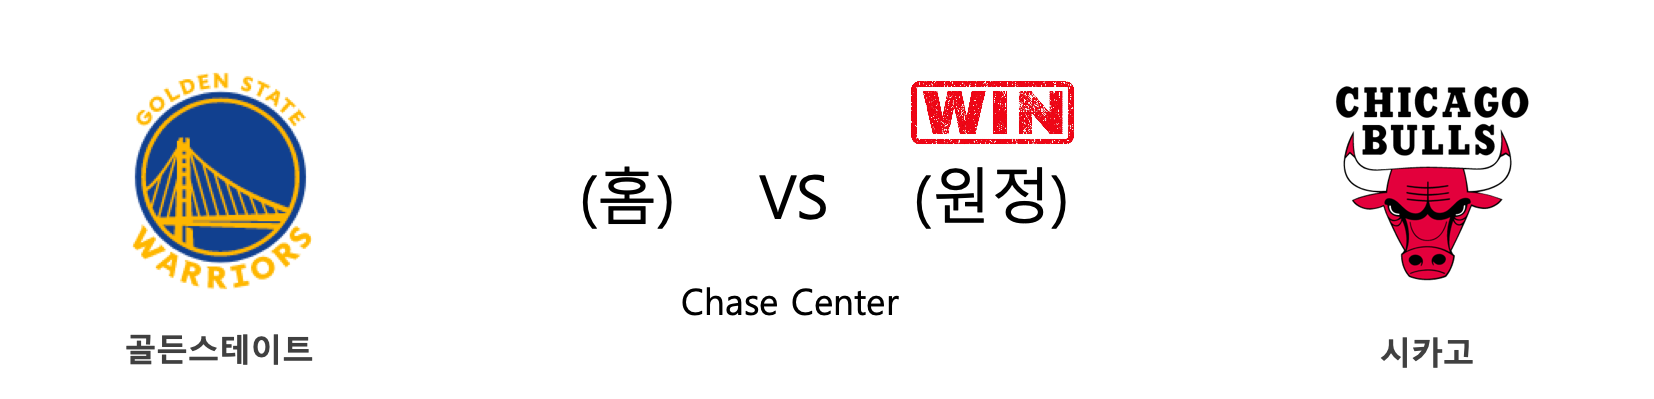 GOLDEN STATE
WARRIORS
골든스테이트
WIN
(홈) VS (원정)
Chase Center
CHICAGO
BULLS
시카고